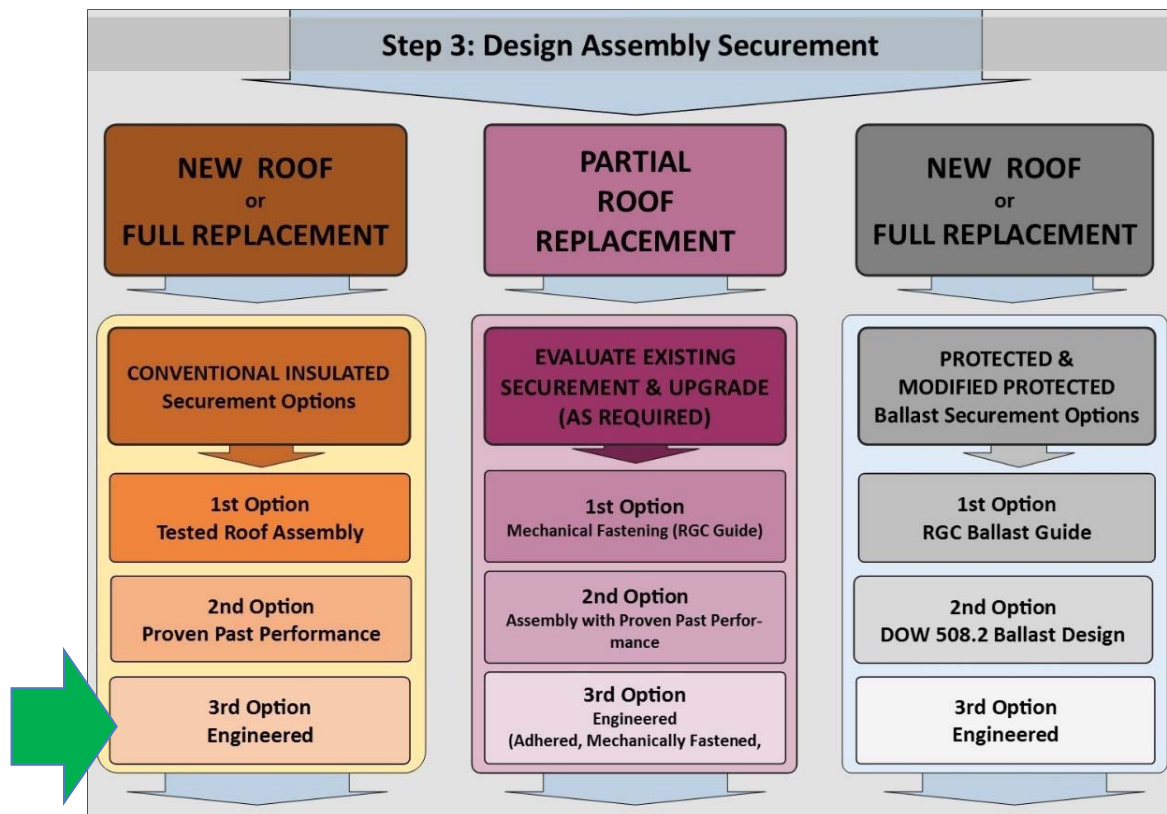 Step 3: Design Assembly Securement
NEW ROOF
or
FULL REPLACEMENT
CONVENTIONAL INSULATED
Securement Options
1st Option
Tested Roof Assembly
2nd Option
Proven Past Performance
3rd Option
Engineered
PARTIAL
ROOF
REPLACEMENT
EVALUATE EXISTING
SECUREMENT & UPGRADE
(AS REQUIRED)
1st Option
Mechanical Fastening (RGC Guide)
2nd Option
Assembly with Proven Past Perfor-
mance
3rd Option
Engineered
(Adhered, Mechanically Fastened,
NEW ROOF
or
FULL REPLACEMENT
PROTECTED &
MODIFIED PROTECTED
Ballast Securement Options
1st Option
RGC Ballast Guide
2nd Option
DOW 508.2 Ballast Design
3rd Option
Engineered